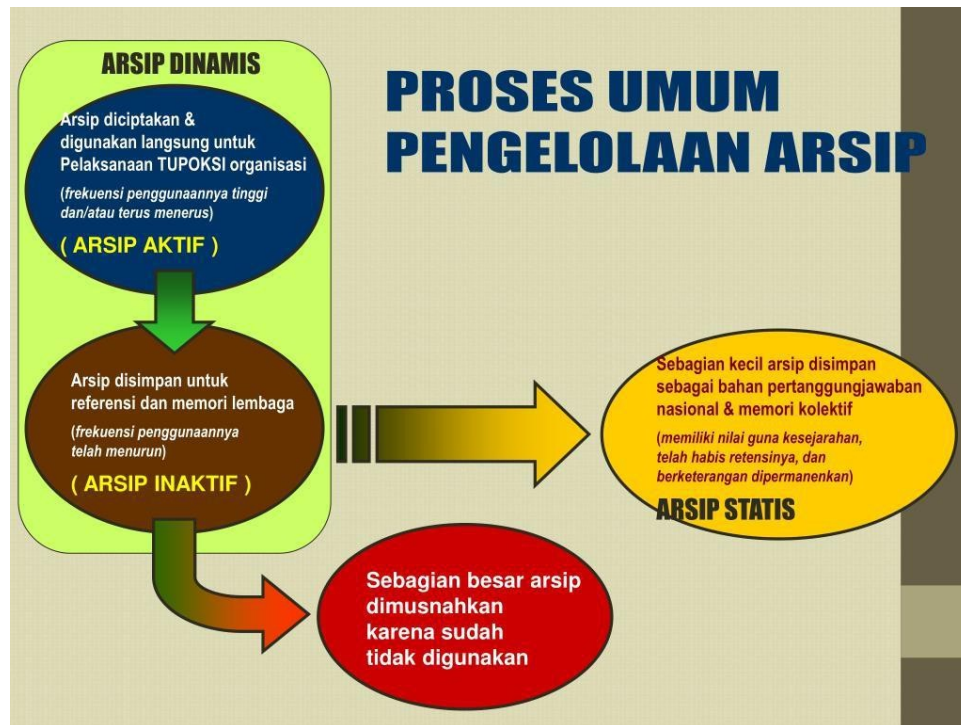 PROSES UMUM
PENGELOLAAN ARSIP
ARSIP DINAMIS
Arsip diciptakan &
digunakan langsung untuk
Pelaksanaan TUPOKSI organisasi
(frekuensi penggunaannya tinggi
dan/atau terus menerus)
( ARSIP AKTIF )
Arsip disimpan untuk
referensi dan memori lembaga
(frekuensi penggunaannya
telah menurun)
( ARSIP INAKTIF )
Sebagian kecil arsip disimpan
sebagai bahan pertanggungjawaban
nasional & memori kolektif
(memiliki nilai guna kesejarahan,
telah habis retensinya, dan
berketerangan dipermanenkan)
ARSIP STATIS
Sebagian besar arsip
dimusnahkan
karena sudah
tidak digunakan